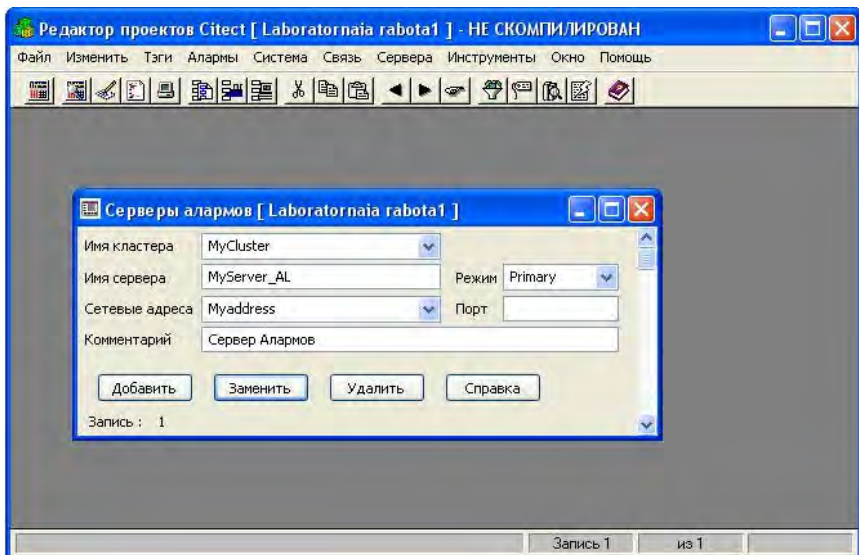 Редактор проектов Citect [ Laboratornaia rabota1 ] - НЕ СКОМПИЛИРОВАН
Файл Изменить Тэги Алармы Система Связь Сервера Инструменты Окно Помощь
Серверы алармов [ Laboratornaia rabota1 ]
Имя кластера MyCluster
Имя сервера MyServer_AL Режим Primary
Сетевые адреса Myaddress Порт
Комментарий Сервер Алармов
Добавить Заменить Удалить Справка
Запись : 1
Запись 1 из 1